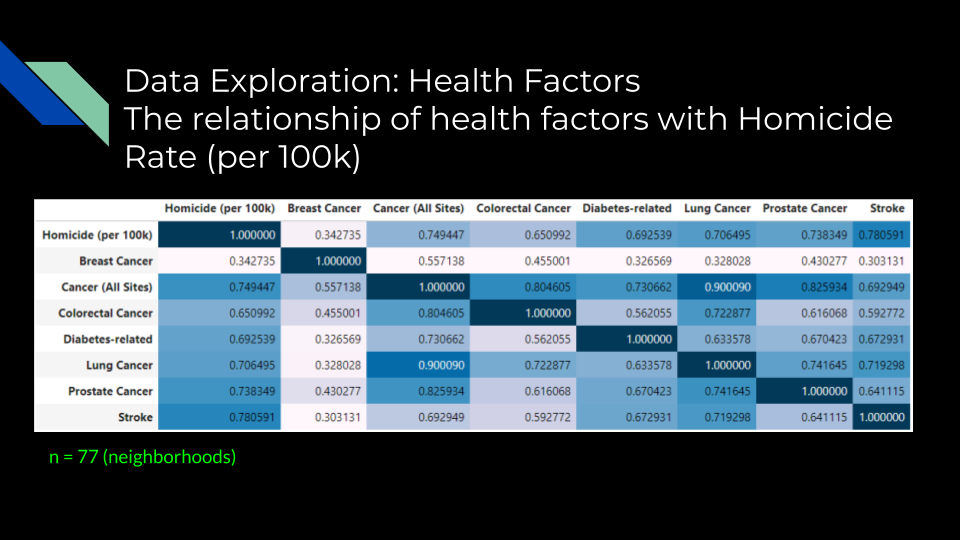 Data Exploration: Health Factors
The relationship of health factors with Homicide
Rate (per 100k)
Homicide (per 100k) Breast Cancer Cancer (All Sites) Colorectal Cancer Diabetes-related Lung Cancer Prostate Cancer Stroke
Homicide (per 100k) 1.000000 0.342735 0.749447 0.650992 0.692539 0.706495 0.738349 0.780591
Breast Cancer 0.342735 1.000000 0.557138 0.455001 0.326569 0.328028 0.430277 0.303131
Cancer (All Sites) 0.749447 0.557138 1.000000 0.804605 0.730662 0.900090 0.825934 0.692949
Colorectal Cancer 0.650992 0.455001 0.804605 1.000000 0.562055 0.722877 0.616068 0.592772
Diabetes-related 0.692539 0.326569 0.730662 0.562055 1.000000 0.633578 0.670423 0.672931
Lung Cancer 0.706495 0.328028 0.900090 0.722877 0.633578 1.000000 0.741645 0.719298
Prostate Cancer 0.738349 0.430277 0.825934 0.616068 0.670423 0.741645 1.000000 0.641115
Stroke 0.780591 0.303131 0.692949 0.592772 0.672931 0.719298 0.641115 1.000000
n = 77 (neighborhoods)